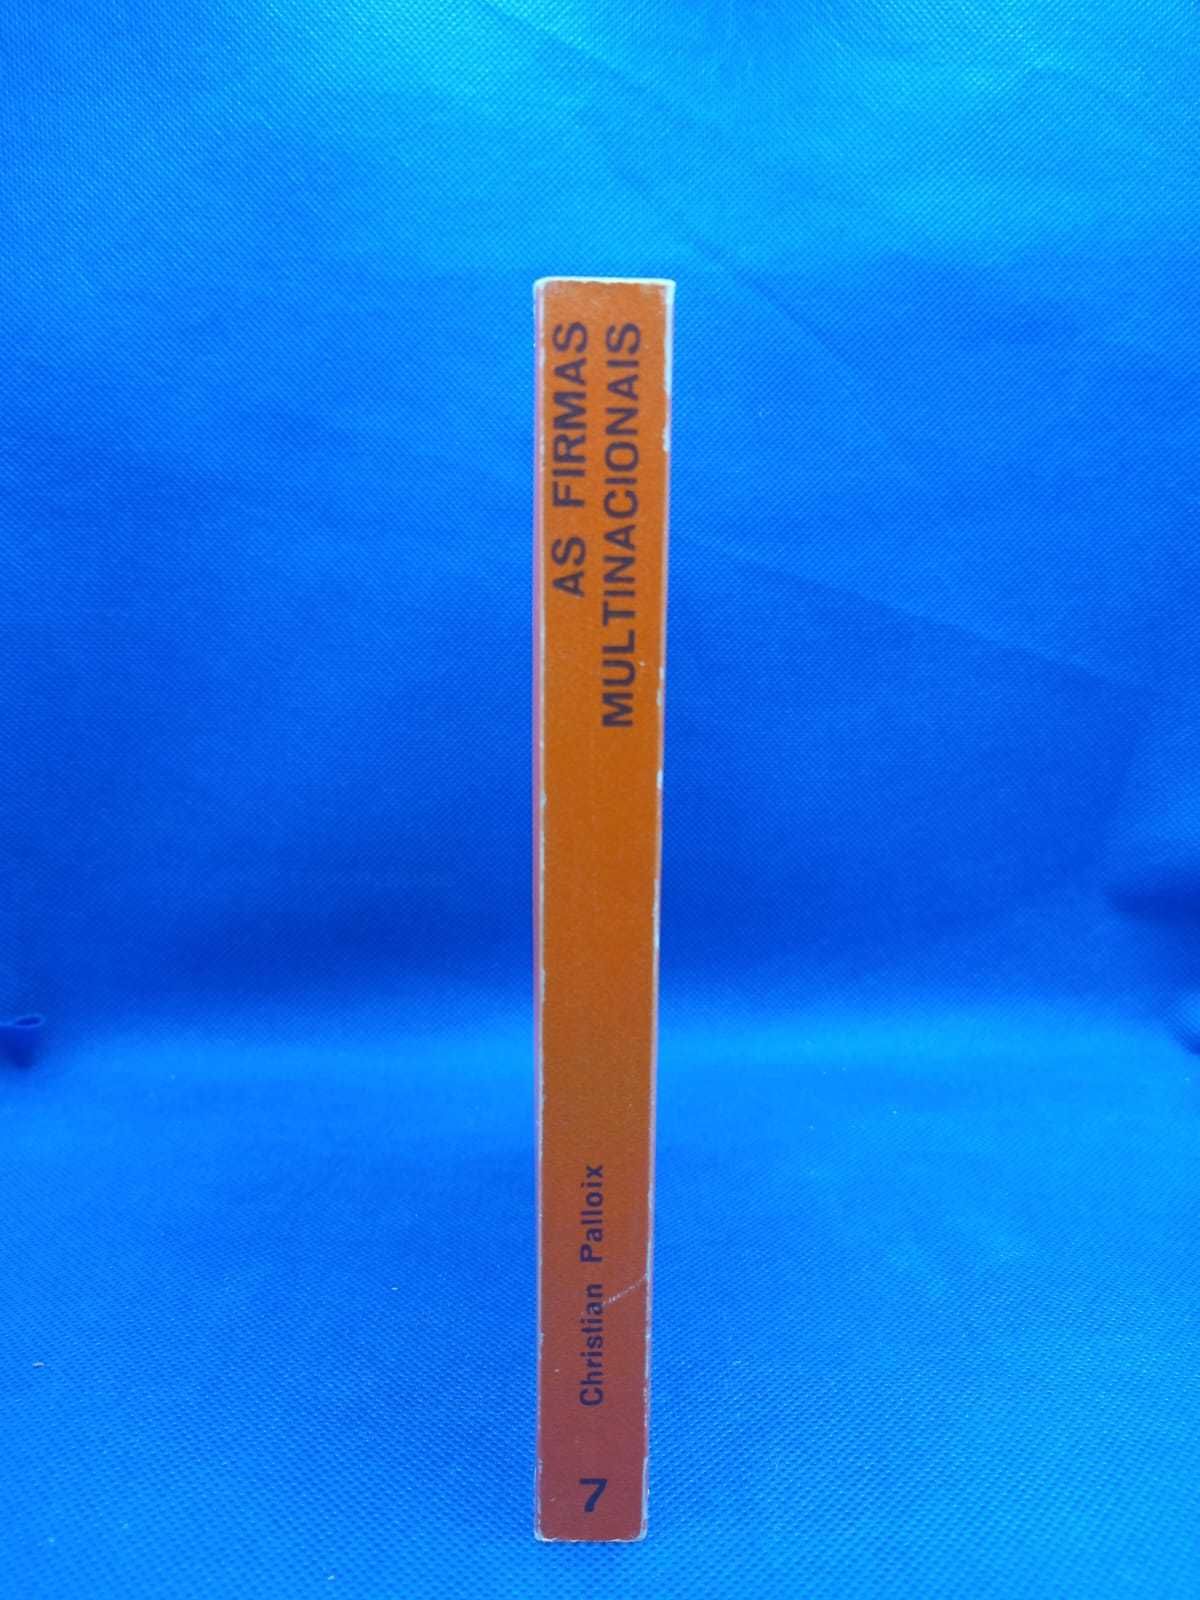 AS FIRMAS
MULTINACIONAIS
Christian Palloix
7